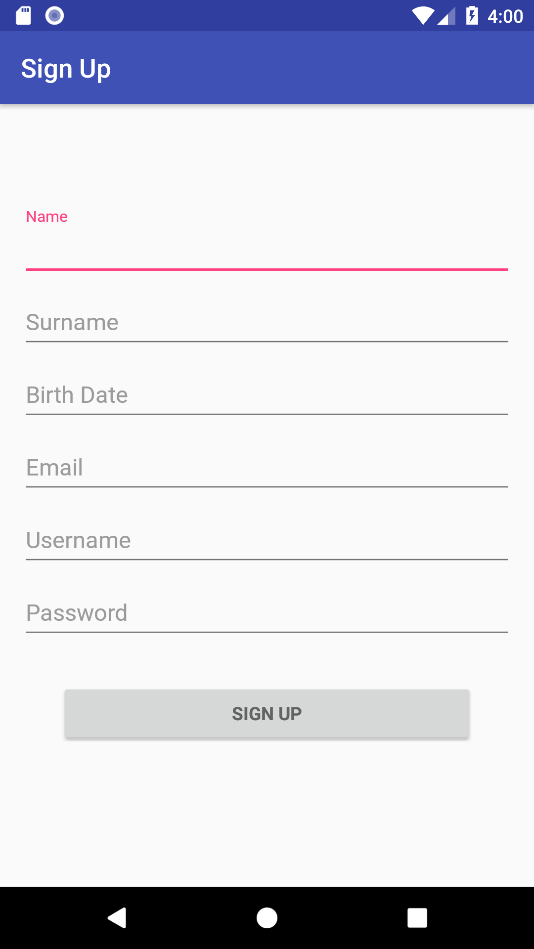 4:00
Sign Up
Name
Surname
Birth Date
Email
Username
Password
SIGN UP